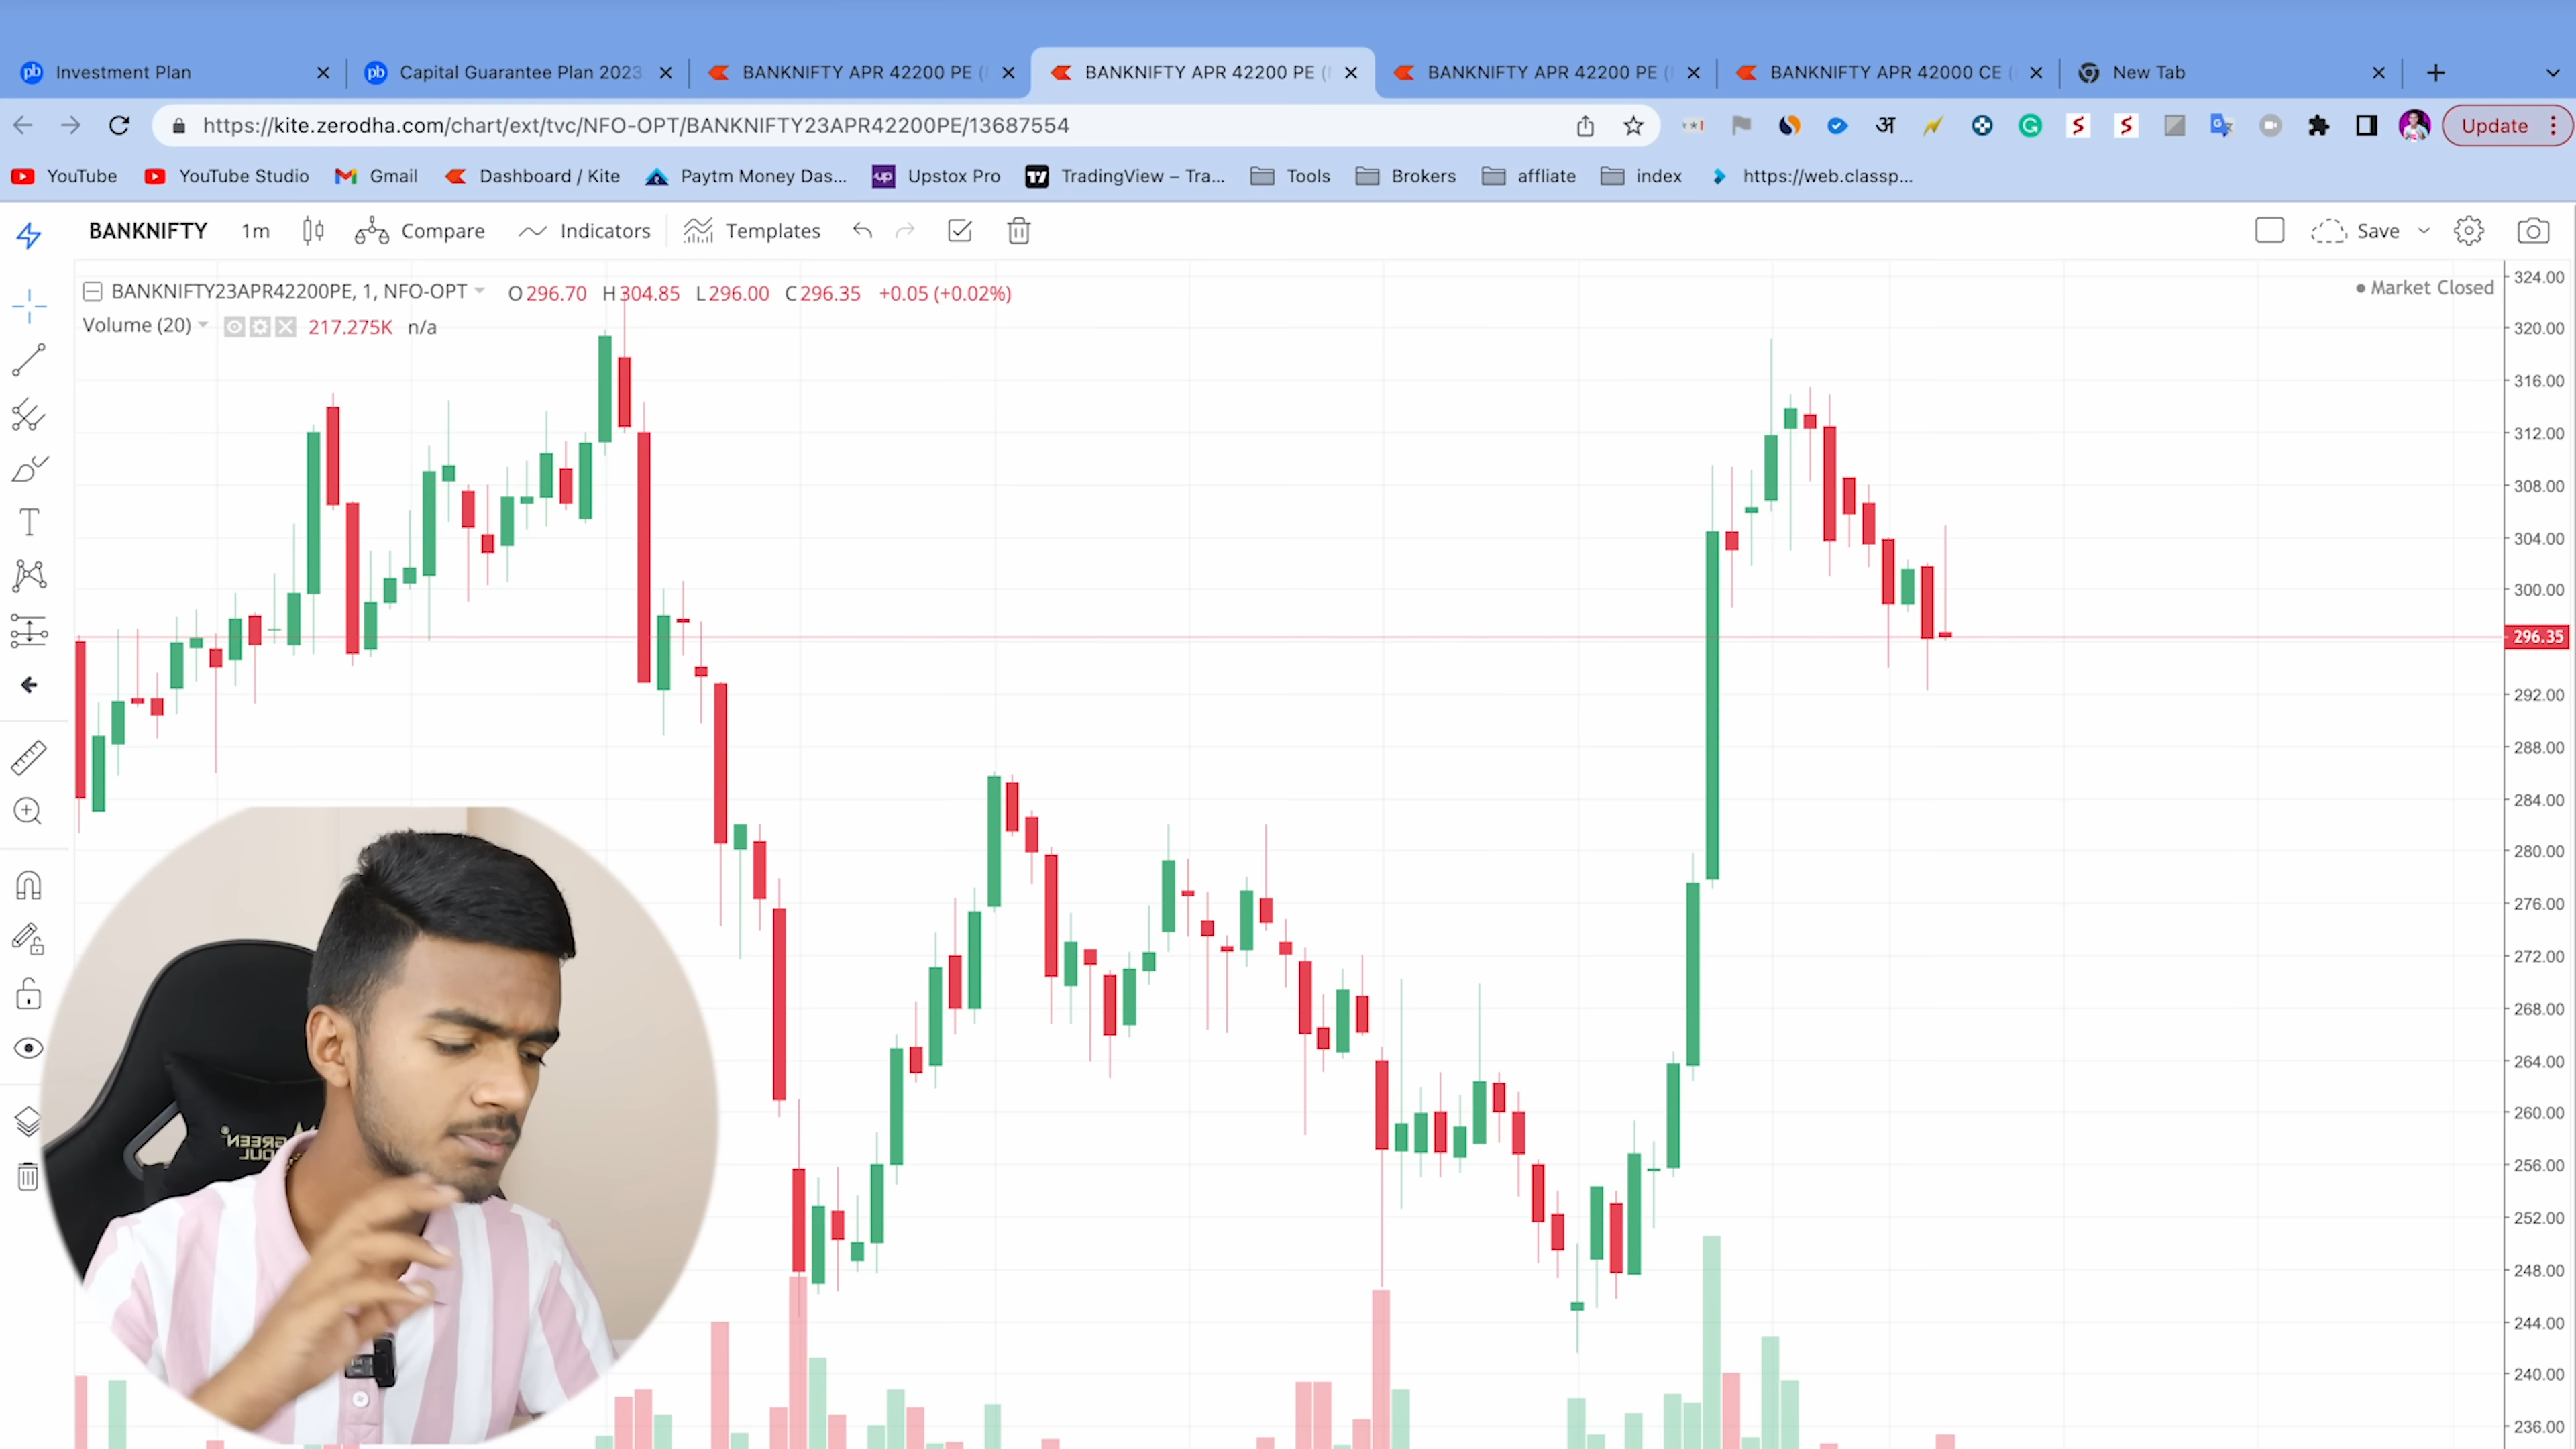 Investment Plan
Capital Guarantee Plan 2023
BANKNIFTY APR 42200 PE (
BANKNIFTY APR 42200 PE (
BANKNIFTY APR 42200 PE (
BANKNIFTY APR 42000 CE (
New Tab
https://kite.zerodha.com/chart/ext/tvc/NFO-OPT/BANKNIFTY23APR42200PE/13687554
Update
YouTube
YouTube Studio
Gmail
Dashboard / Kite
Paytm Money Das...
Upstox Pro
TradingView – Tra...
Tools
Brokers
affliate
index
https://web.classp...
BANKNIFTY
1m
Compare
Indicators
Templates
Save
BANKNIFTY23APR42200PE, 1, NFO-OPT
O 296.70 H 304.85 L 296.00 C 296.35 +0.05 (+0.02%)
Market Closed
Volume (20)
217.275K n/a
324.00
320.00
316.00
312.00
308.00
304.00
300.00
296.35
292.00
288.00
284.00
280.00
276.00
272.00
268.00
264.00
260.00
256.00
252.00
248.00
244.00
240.00
236.00
GREEN
SOUL